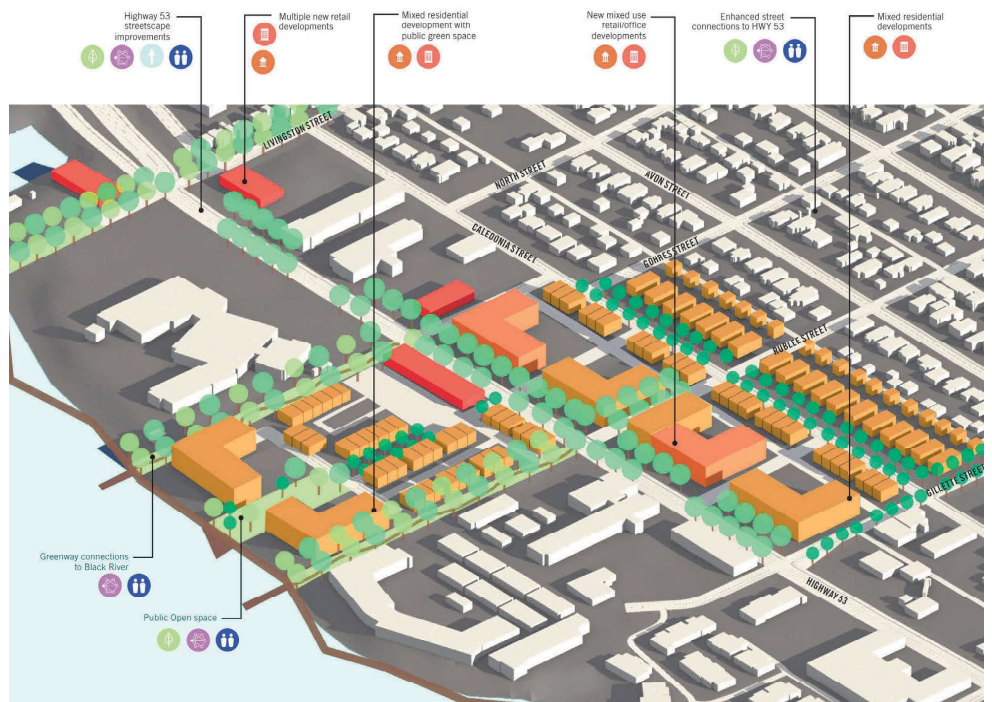 Highway 53
streetscape
improvements
Multiple new retail
developments
Mixed residential
development with
public green space
New mixed use
retail/office
developments
Enhanced street
connections to HWY 53
Mixed residential
developments
LIVINGSTON STREET
NORTH STREET
AVON STREET
CALEDONIA STREET
GOHRES STREET
RUBLEE STREET
GILLETTE STREET
HIGHWAY 53
Greenway connections
to Black River
Public Open space